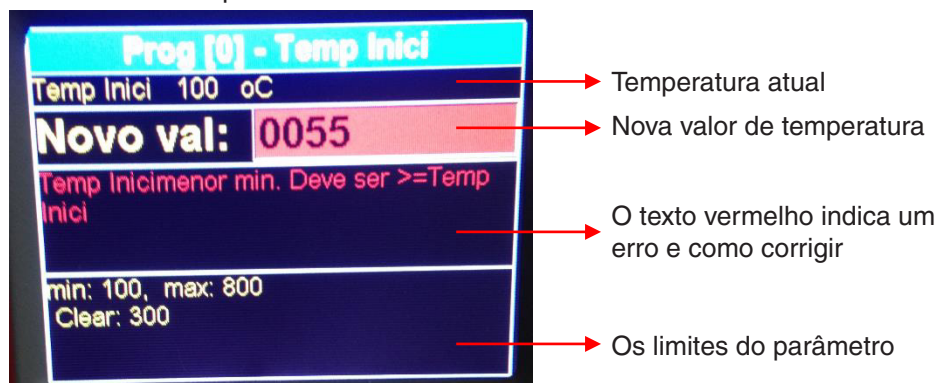 Prog [0] - Temp Inici
Temp Inici 100 oC
Temperatura atual
Novo val: 0055
Nova valor de temperatura
Temp Inicimenor min. Deve ser >=Temp
Inici
O texto vermelho indica um
erro e como corrigir
min: 100, max: 800
Clear: 300
Os limites do parâmetro